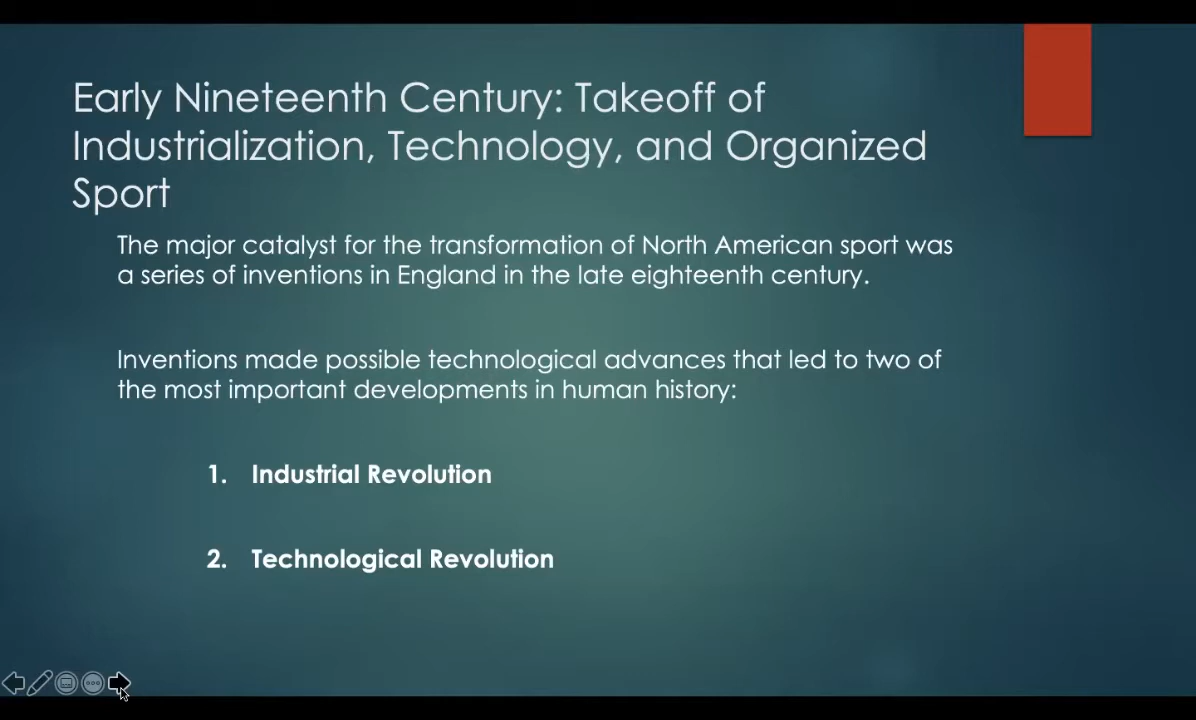 Early Nineteenth Century: Takeoff of
Industrialization, Technology, and Organized
Sport
The major catalyst for the transformation of North American sport was
a series of inventions in England in the late eighteenth century.
Inventions made possible technological advances that led to two of
the most important developments in human history:
1. Industrial Revolution
2. Technological Revolution